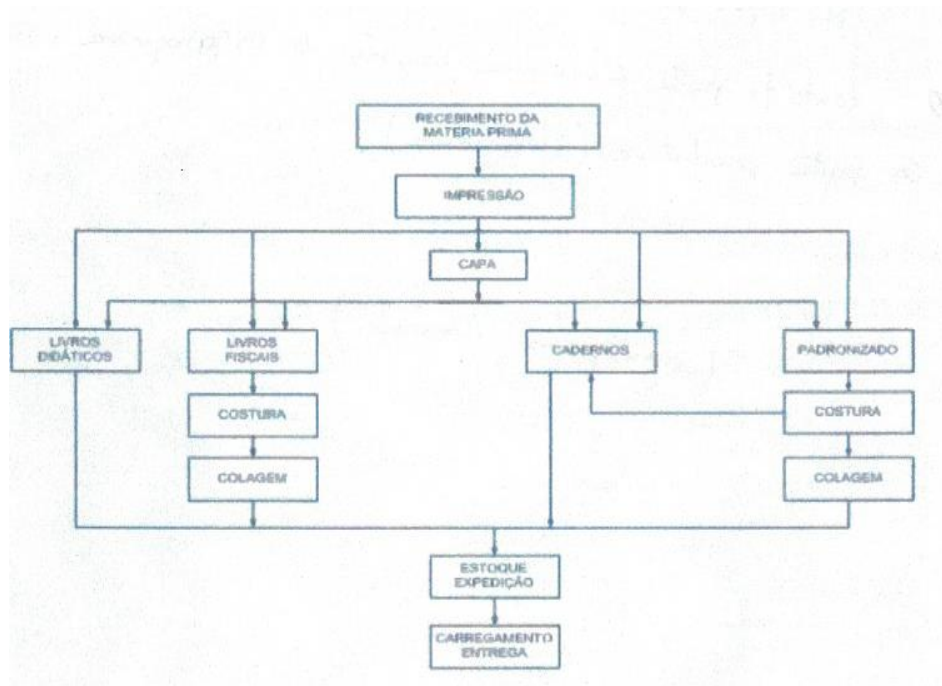 RECEBIMENTO DA
MATERIA PRIMA
IMPRESSÃO
CAPA
LIVROS
DIDÁTICOS
LIVROS
FISCAIS
CADERNOS
PADRONIZADO
COSTURA
COSTURA
COLAGEM
COLAGEM
ESTOQUE
EXPEDIÇÃO
CARREGAMENTO
ENTREGA